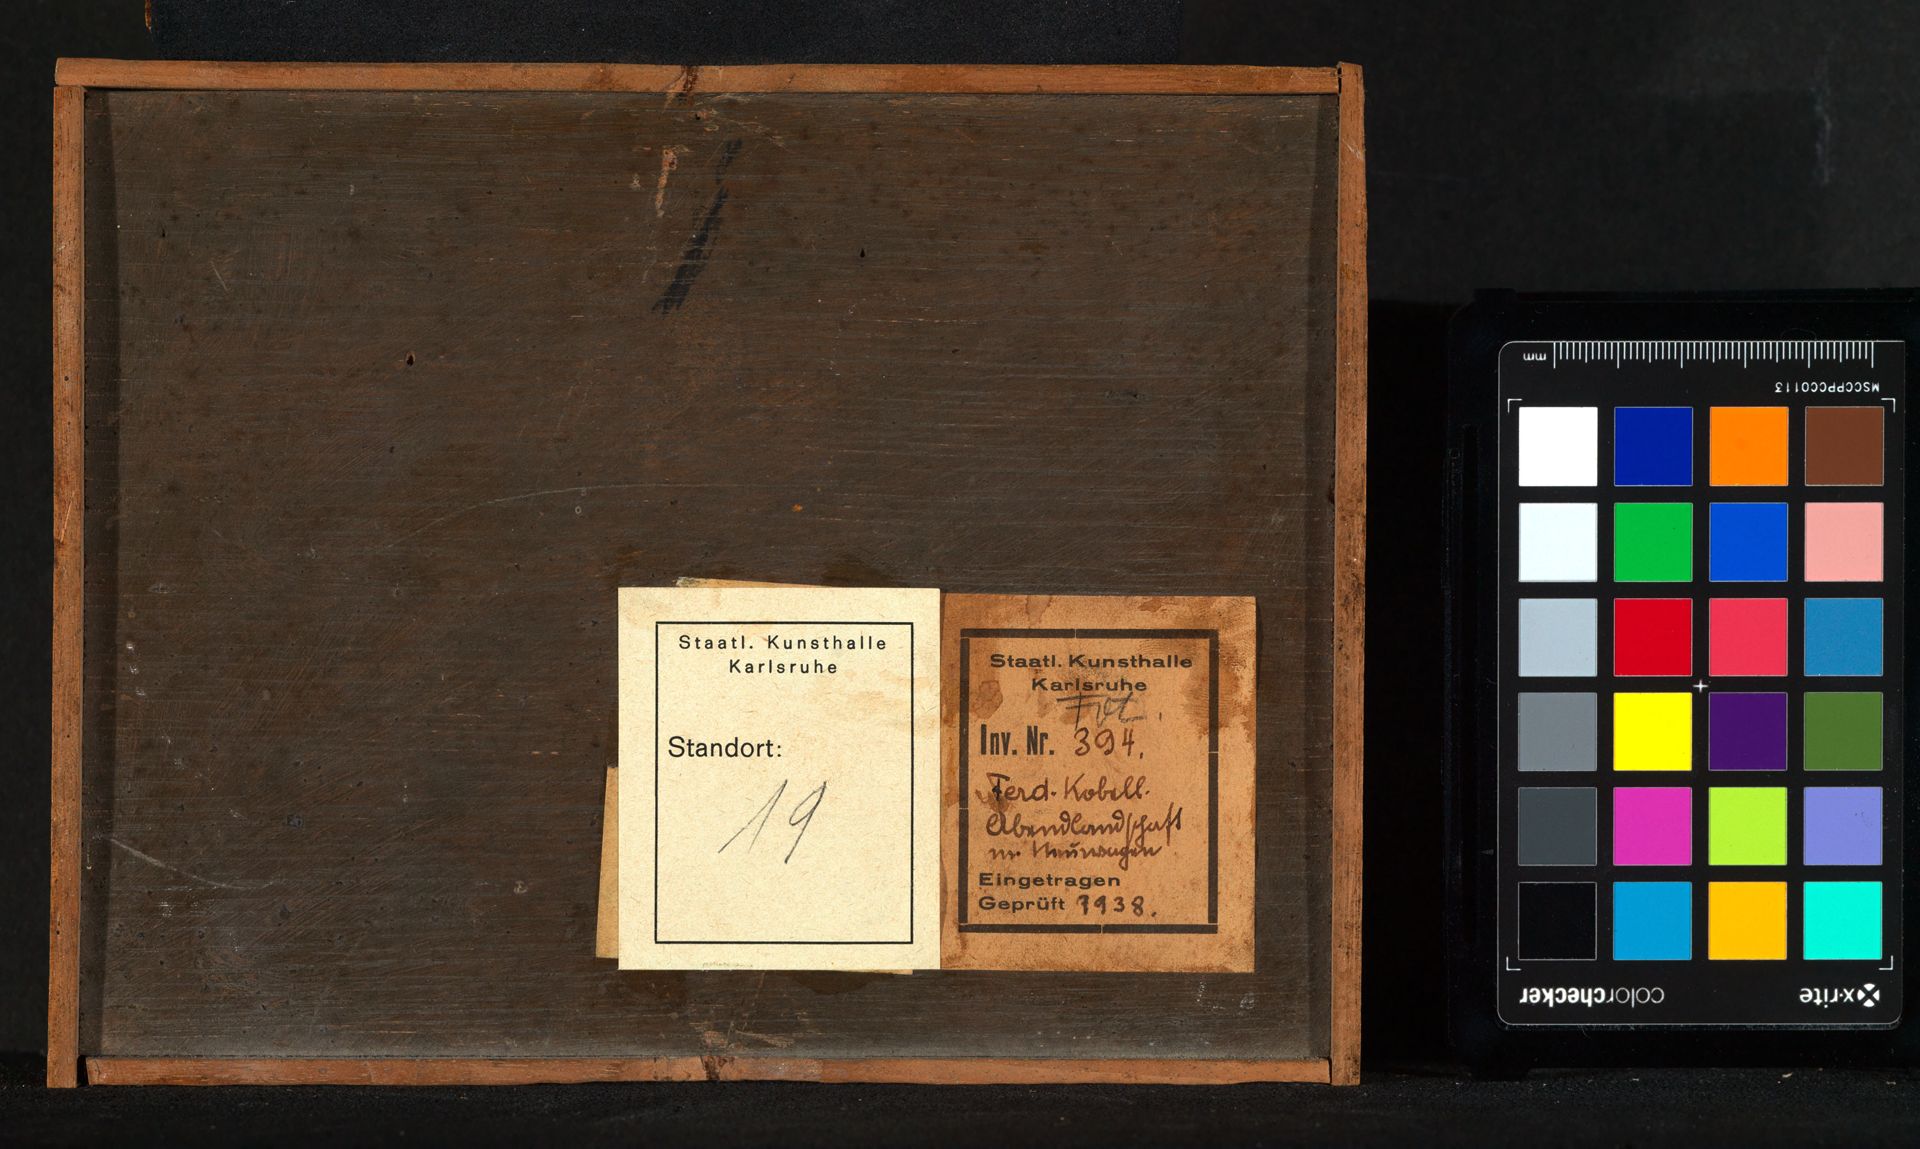 Staatl. Kunsthalle
Karlsruhe
Standort:
19
Staatl. Kunsthalle
Karlsruhe
Inv. Nr. 394.
Ferd. Kobell.
Abendlandschaft
m. Heuwagen
Eingetragen
Geprüft 1938.
mm
MSCCPPCC0113
x-rite
colorchecker